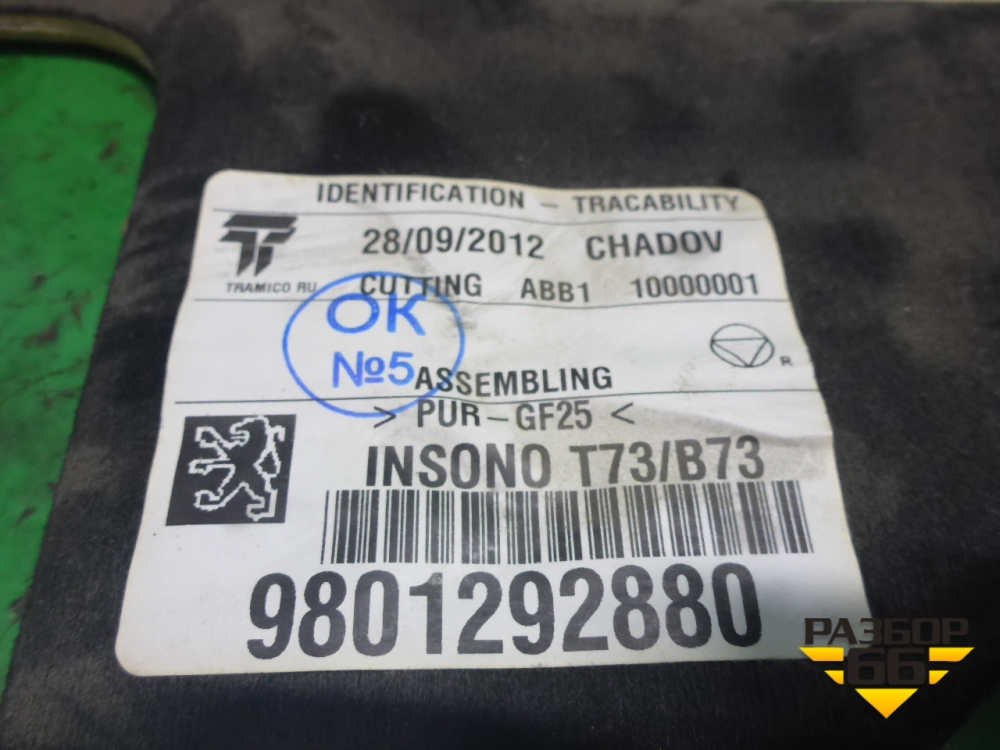 IDENTIFICATION - TRACABILITY
28/09/2012 CHADOV
TRAMICO RU CUTTING ABB1 10000001
OK
№5
R
ASSEMBLING
> PUR-GF25 <
INSONO T73/B73
9801292880
РАЗБОР
66